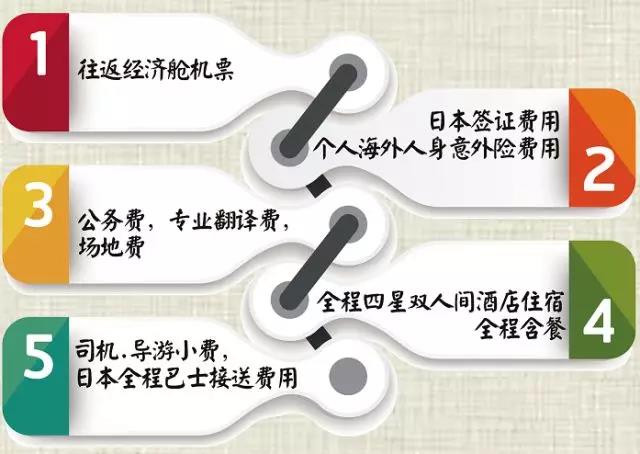 1
往返经济舱机票
日本签证费用
个人海外人身意外险费用
2
3
公务费，专业翻译费，
场地费
全程四星双人间酒店住宿
全程含餐
4
5
司机.导游小费，
日本全程巴士接送费用